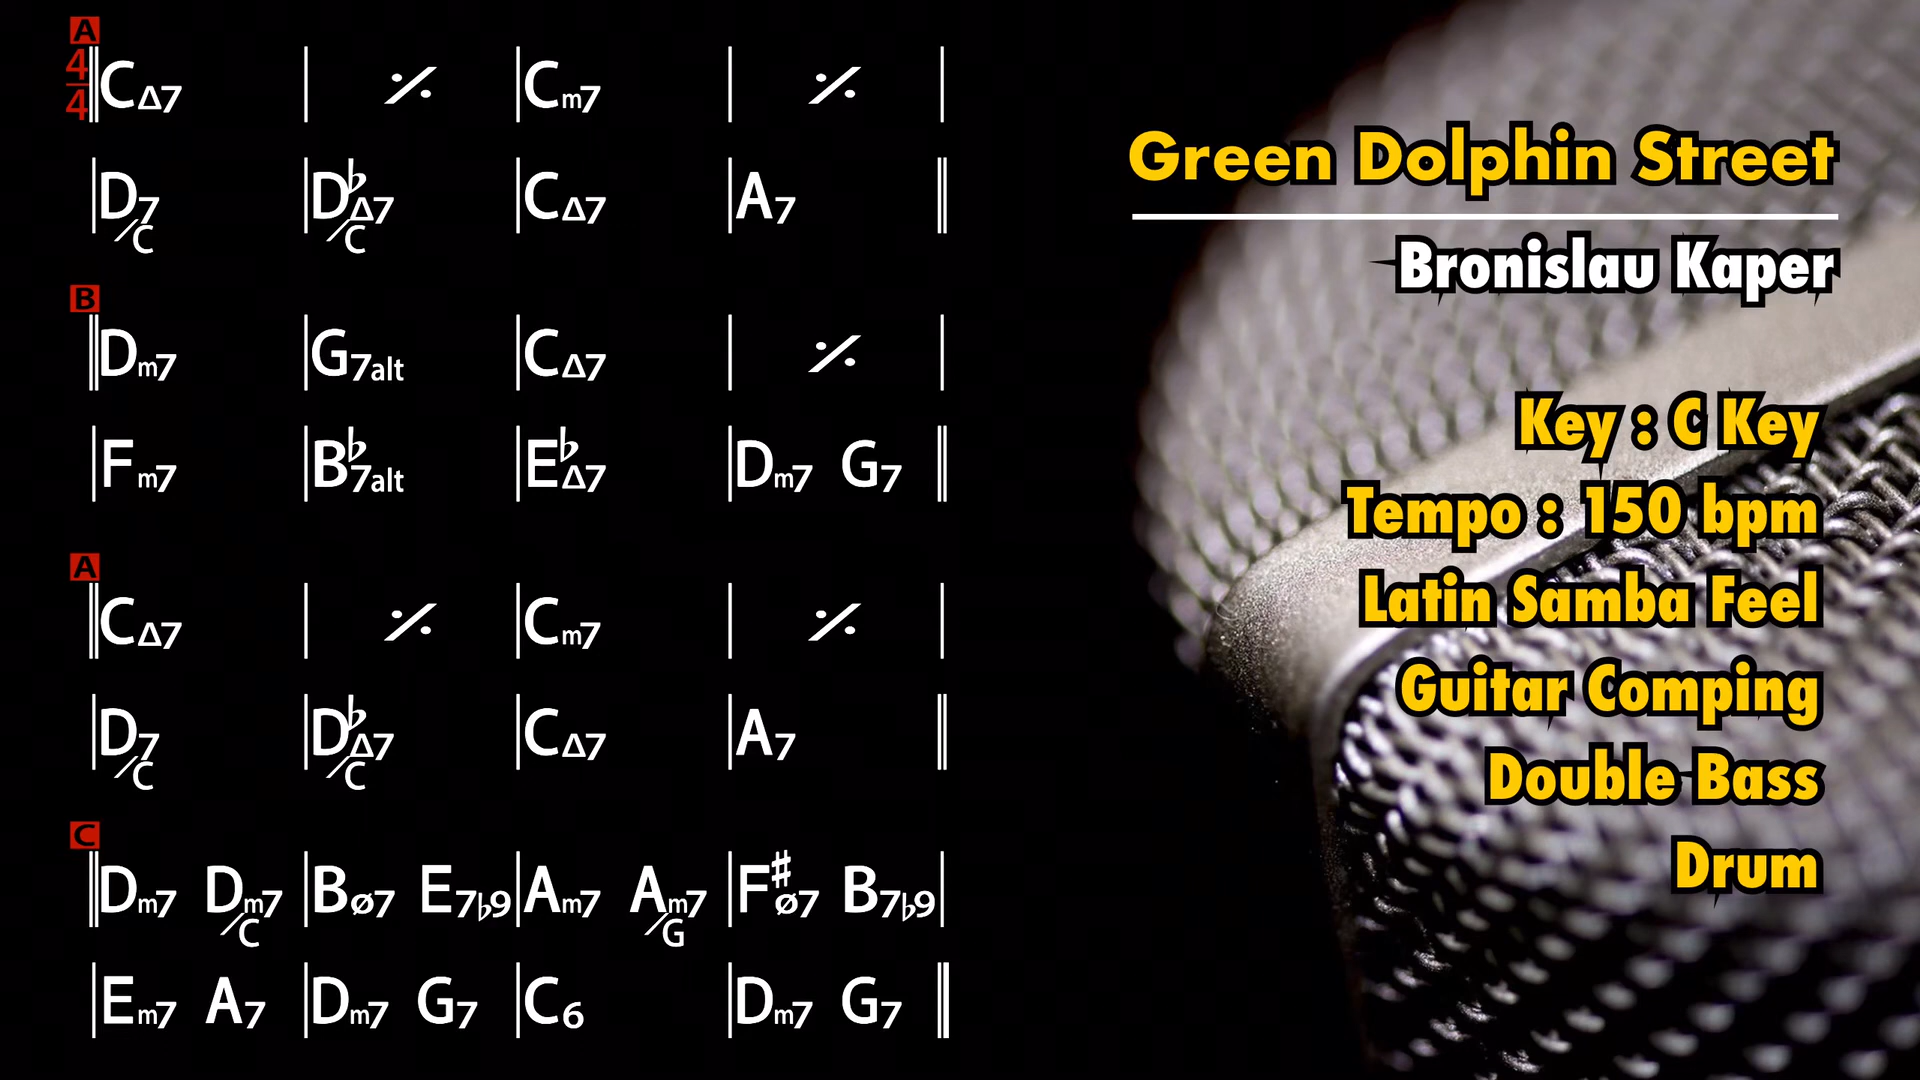 A
4/4 CΔ7 | 𝄎 | Cm7 | 𝄎 |
| D7/C | D♭Δ7/C | CΔ7 | A7 ||
B
|| Dm7 | G7alt | CΔ7 | 𝄎 |
| Fm7 | B♭7alt | E♭Δ7 | Dm7 G7 ||
A
|| CΔ7 | 𝄎 | Cm7 | 𝄎 |
| D7/C | D♭Δ7/C | CΔ7 | A7 ||
C
|| Dm7 Dm7/C | Bø7 E7♭9 | Am7 Am7/G | F♯ø7 B7♭9 |
| Em7 A7 | Dm7 G7 | C6 | Dm7 G7 ||
Green Dolphin Street
Bronislau Kaper
Key : C Key
Tempo : 150 bpm
Latin Samba Feel
Guitar Comping
Double Bass
Drum